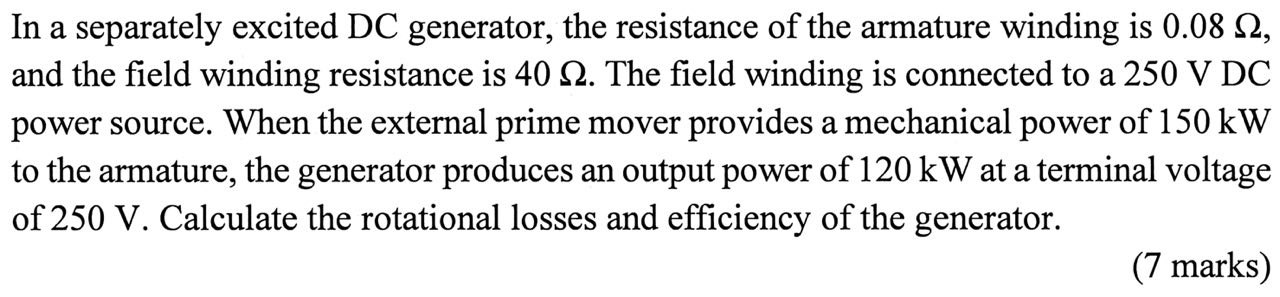 In a separately excited DC generator, the resistance of the armature winding is 0.08 Ω,
and the field winding resistance is 40 Ω. The field winding is connected to a 250 V DC
power source. When the external prime mover provides a mechanical power of 150 kW
to the armature, the generator produces an output power of 120 kW at a terminal voltage
of 250 V. Calculate the rotational losses and efficiency of the generator.
(7 marks)